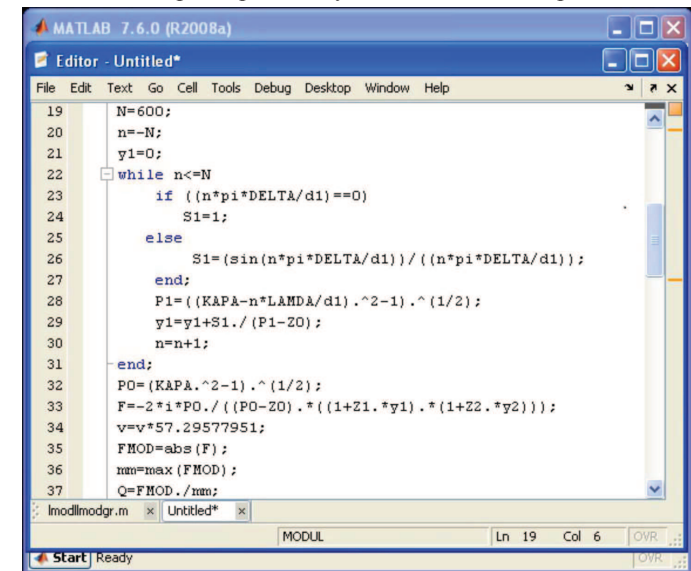 MATLAB 7.6.0 (R2008a)
Editor - Untitled*
File Edit Text Go Cell Tools Debug Desktop Window Help
19 N=600;
20 n=-N;
21 y1=0;
22 while n<=N
23 if ((n*pi*DELTA/d1)==0)
24 S1=1;
25 else
26 S1=(sin(n*pi*DELTA/d1))/((n*pi*DELTA/d1));
27 end;
28 P1=((KAPA-n*LAMDA/d1).^2-1).^(1/2);
29 y1=y1+S1./(P1-Z0);
30 n=n+1;
31 end;
32 P0=(KAPA.^2-1).^(1/2);
33 F=-2*i*P0./((P0-Z0).*((1+Z1.*y1).*(1+Z2.*y2)));
34 v=v*57.29577951;
35 FMOD=abs(F);
36 mm=max(FMOD);
37 Q=FMOD./mm;
lmodllmodgr.m × Untitled* ×
MODUL Ln 19 Col 6 OVR
Start Ready OVR